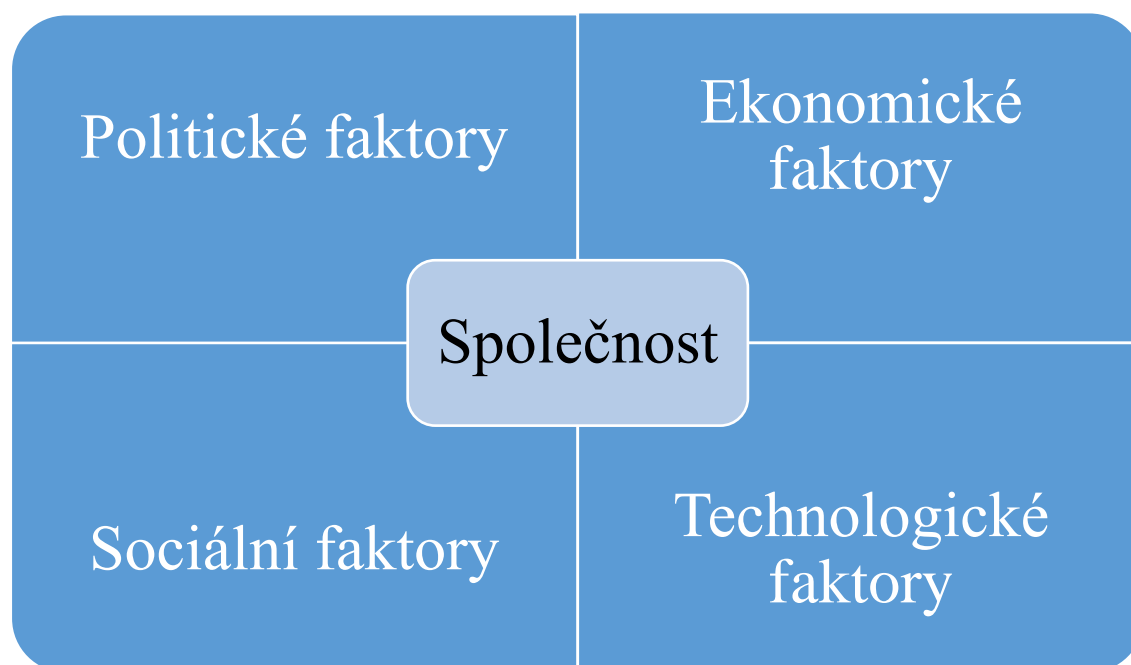 Politické faktory
Ekonomické
faktory
Společnost
Sociální faktory
Technologické
faktory